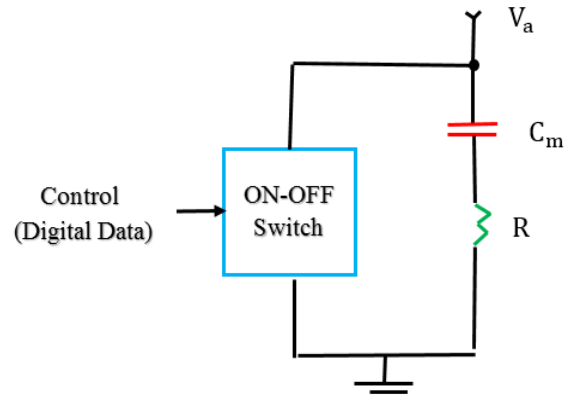 Vₐ
Cₘ
Control
(Digital Data)
ON-OFF
Switch
R